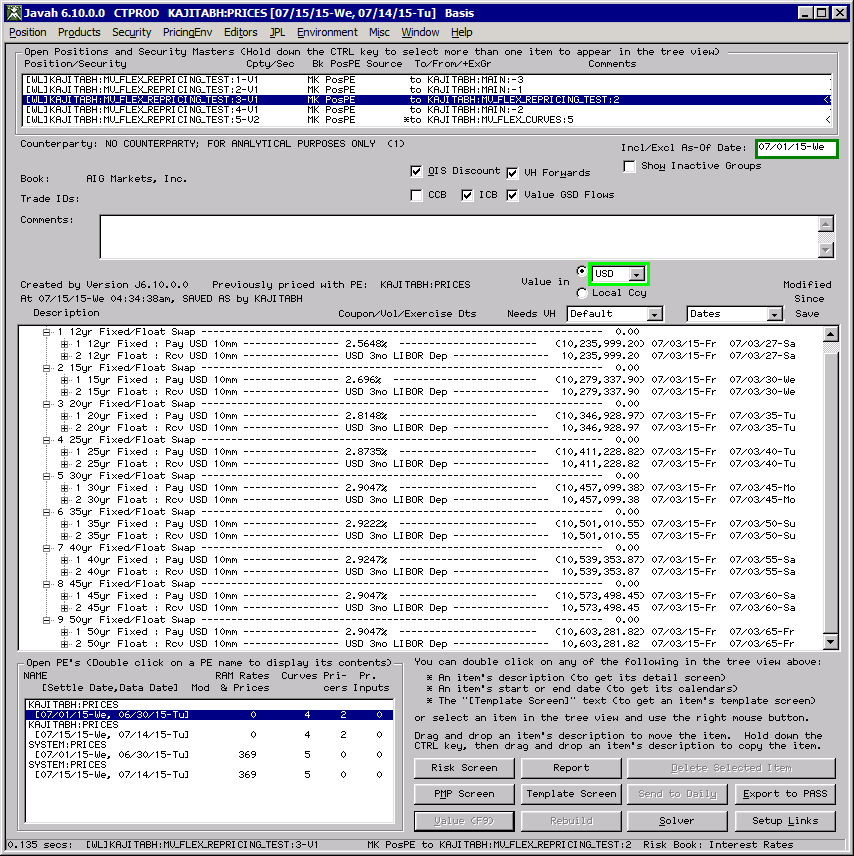 Javah 6.10.0.0 CTPROD KAJITABH:PRICES [07/15/15-We, 07/14/15-Tu] Basis
Position Products Security PricingEnv Editors JPL Environment Misc Window Help
Open Positions and Security Masters (Hold down the CTRL key to select more than one item to appear in the tree view)
Position/Security Cpty/Sec Bk PosPE Source To/From/+ExGr Comments
[WL]KAJITABH:MV_FLEX_REPRICING_TEST:1-V1 MK PosPE to KAJITABH:MAIN:-3
[WL]KAJITABH:MV_FLEX_REPRICING_TEST:2-V1 MK PosPE to KAJITABH:MAIN:-1
[WL]KAJITABH:MV_FLEX_REPRICING_TEST:3-V1 MK PosPE to KAJITABH:MV_FLEX_REPRICING_TEST:2 <
[WL]KAJITABH:MV_FLEX_REPRICING_TEST:4-V1 MK PosPE to KAJITABH:MAIN:-2
[WL]KAJITABH:MV_FLEX_REPRICING_TEST:5-V2 MK PosPE *to KAJITABH:MV_FLEX_CURVES:5 <
Counterparty: NO COUNTERPARTY; FOR ANALYTICAL PURPOSES ONLY (1)
Incl/Excl As-Of Date: 07/01/15-We
Show Inactive Groups
Book: AIG Markets, Inc.
OIS Discount VH Forwards
Trade IDs:
CCB ICB Value GSD Flows
Comments:
Value in USD
Local Ccy
Created by Version J6.10.0.0 Previously priced with PE: KAJITABH:PRICES
At 07/15/15-We 04:34:38am, SAVED AS by KAJITABH
Modified Since Save
Description Coupon/Vol/Exercise Dts Needs VH Default Dates
1 12yr Fixed/Float Swap 0.00
1 12yr Fixed : Pay USD 10mm 2.5648% (10,235,999.20) 07/03/15-Fr 07/03/27-Sa
2 12yr Float : Rcv USD 10mm USD 3mo LIBOR Dep 10,235,999.20 07/03/15-Fr 07/03/27-Sa
2 15yr Fixed/Float Swap 0.00
1 15yr Fixed : Pay USD 10mm 2.696% (10,279,337.90) 07/03/15-Fr 07/03/30-We
2 15yr Float : Rcv USD 10mm USD 3mo LIBOR Dep 10,279,337.90 07/03/15-Fr 07/03/30-We
3 20yr Fixed/Float Swap 0.00
1 20yr Fixed : Pay USD 10mm 2.8148% (10,346,928.97) 07/03/15-Fr 07/03/35-Tu
2 20yr Float : Rcv USD 10mm USD 3mo LIBOR Dep 10,346,928.97 07/03/15-Fr 07/03/35-Tu
4 25yr Fixed/Float Swap 0.00
1 25yr Fixed : Pay USD 10mm 2.8735% (10,411,228.82) 07/03/15-Fr 07/03/40-Tu
2 25yr Float : Rcv USD 10mm USD 3mo LIBOR Dep 10,411,228.82 07/03/15-Fr 07/03/40-Tu
5 30yr Fixed/Float Swap 0.00
1 30yr Fixed : Pay USD 10mm 2.9047% (10,457,099.38) 07/03/15-Fr 07/03/45-Mo
2 30yr Float : Rcv USD 10mm USD 3mo LIBOR Dep 10,457,099.38 07/03/15-Fr 07/03/45-Mo
6 35yr Fixed/Float Swap 0.00
1 35yr Fixed : Pay USD 10mm 2.9222% (10,501,010.55) 07/03/15-Fr 07/03/50-Su
2 35yr Float : Rcv USD 10mm USD 3mo LIBOR Dep 10,501,010.55 07/03/15-Fr 07/03/50-Su
7 40yr Fixed/Float Swap 0.00
1 40yr Fixed : Pay USD 10mm 2.9247% (10,539,353.87) 07/03/15-Fr 07/03/55-Sa
2 40yr Float : Rcv USD 10mm USD 3mo LIBOR Dep 10,539,353.87 07/03/15-Fr 07/03/55-Sa
8 45yr Fixed/Float Swap 0.00
1 45yr Fixed : Pay USD 10mm 2.9047% (10,573,498.45) 07/03/15-Fr 07/03/60-Sa
2 45yr Float : Rcv USD 10mm USD 3mo LIBOR Dep 10,573,498.45 07/03/15-Fr 07/03/60-Sa
9 50yr Fixed/Float Swap 0.00
1 50yr Fixed : Pay USD 10mm 2.9047% (10,603,281.82) 07/03/15-Fr 07/03/65-Fr
2 50yr Float : Rcv USD 10mm USD 3mo LIBOR Dep 10,603,281.82 07/03/15-Fr 07/03/65-Fr
Open PE's (Double click on a PE name to display its contents)
NAME RAM Rates Curves Pri- Pr.
[Settle Date,Data Date] Mod & Prices cers Inputs
KAJITABH:PRICES
[07/01/15-We, 06/30/15-Tu] 0 4 2 0
KAJITABH:PRICES
[07/15/15-We, 07/14/15-Tu] 0 4 2 0
SYSTEM:PRICES
[07/01/15-We, 06/30/15-Tu] 369 5 0 0
SYSTEM:PRICES
[07/15/15-We, 07/14/15-Tu] 369 5 0 0
You can double click on any of the following in the tree view above:
* An item's description (to get its detail screen)
* An item's start or end date (to get its calendars)
* The "[Template Screen]" text (to get an item's template screen)
or select an item in the tree view and use the right mouse button.
Drag and drop an item's description to move the item. Hold down the
CTRL key, then drag and drop an item's description to copy the item.
Risk Screen Report Delete Selected Item
PMP Screen Template Screen Send to Daily Export to PASS
Value (F9) Rebuild Solver Setup Links
0.135 secs: [WL]KAJITABH:MV_FLEX_REPRICING_TEST:3-V1 MK PosPE to KAJITABH:MV_FLEX_REPRICING_TEST:2 Risk Book: Interest Rates